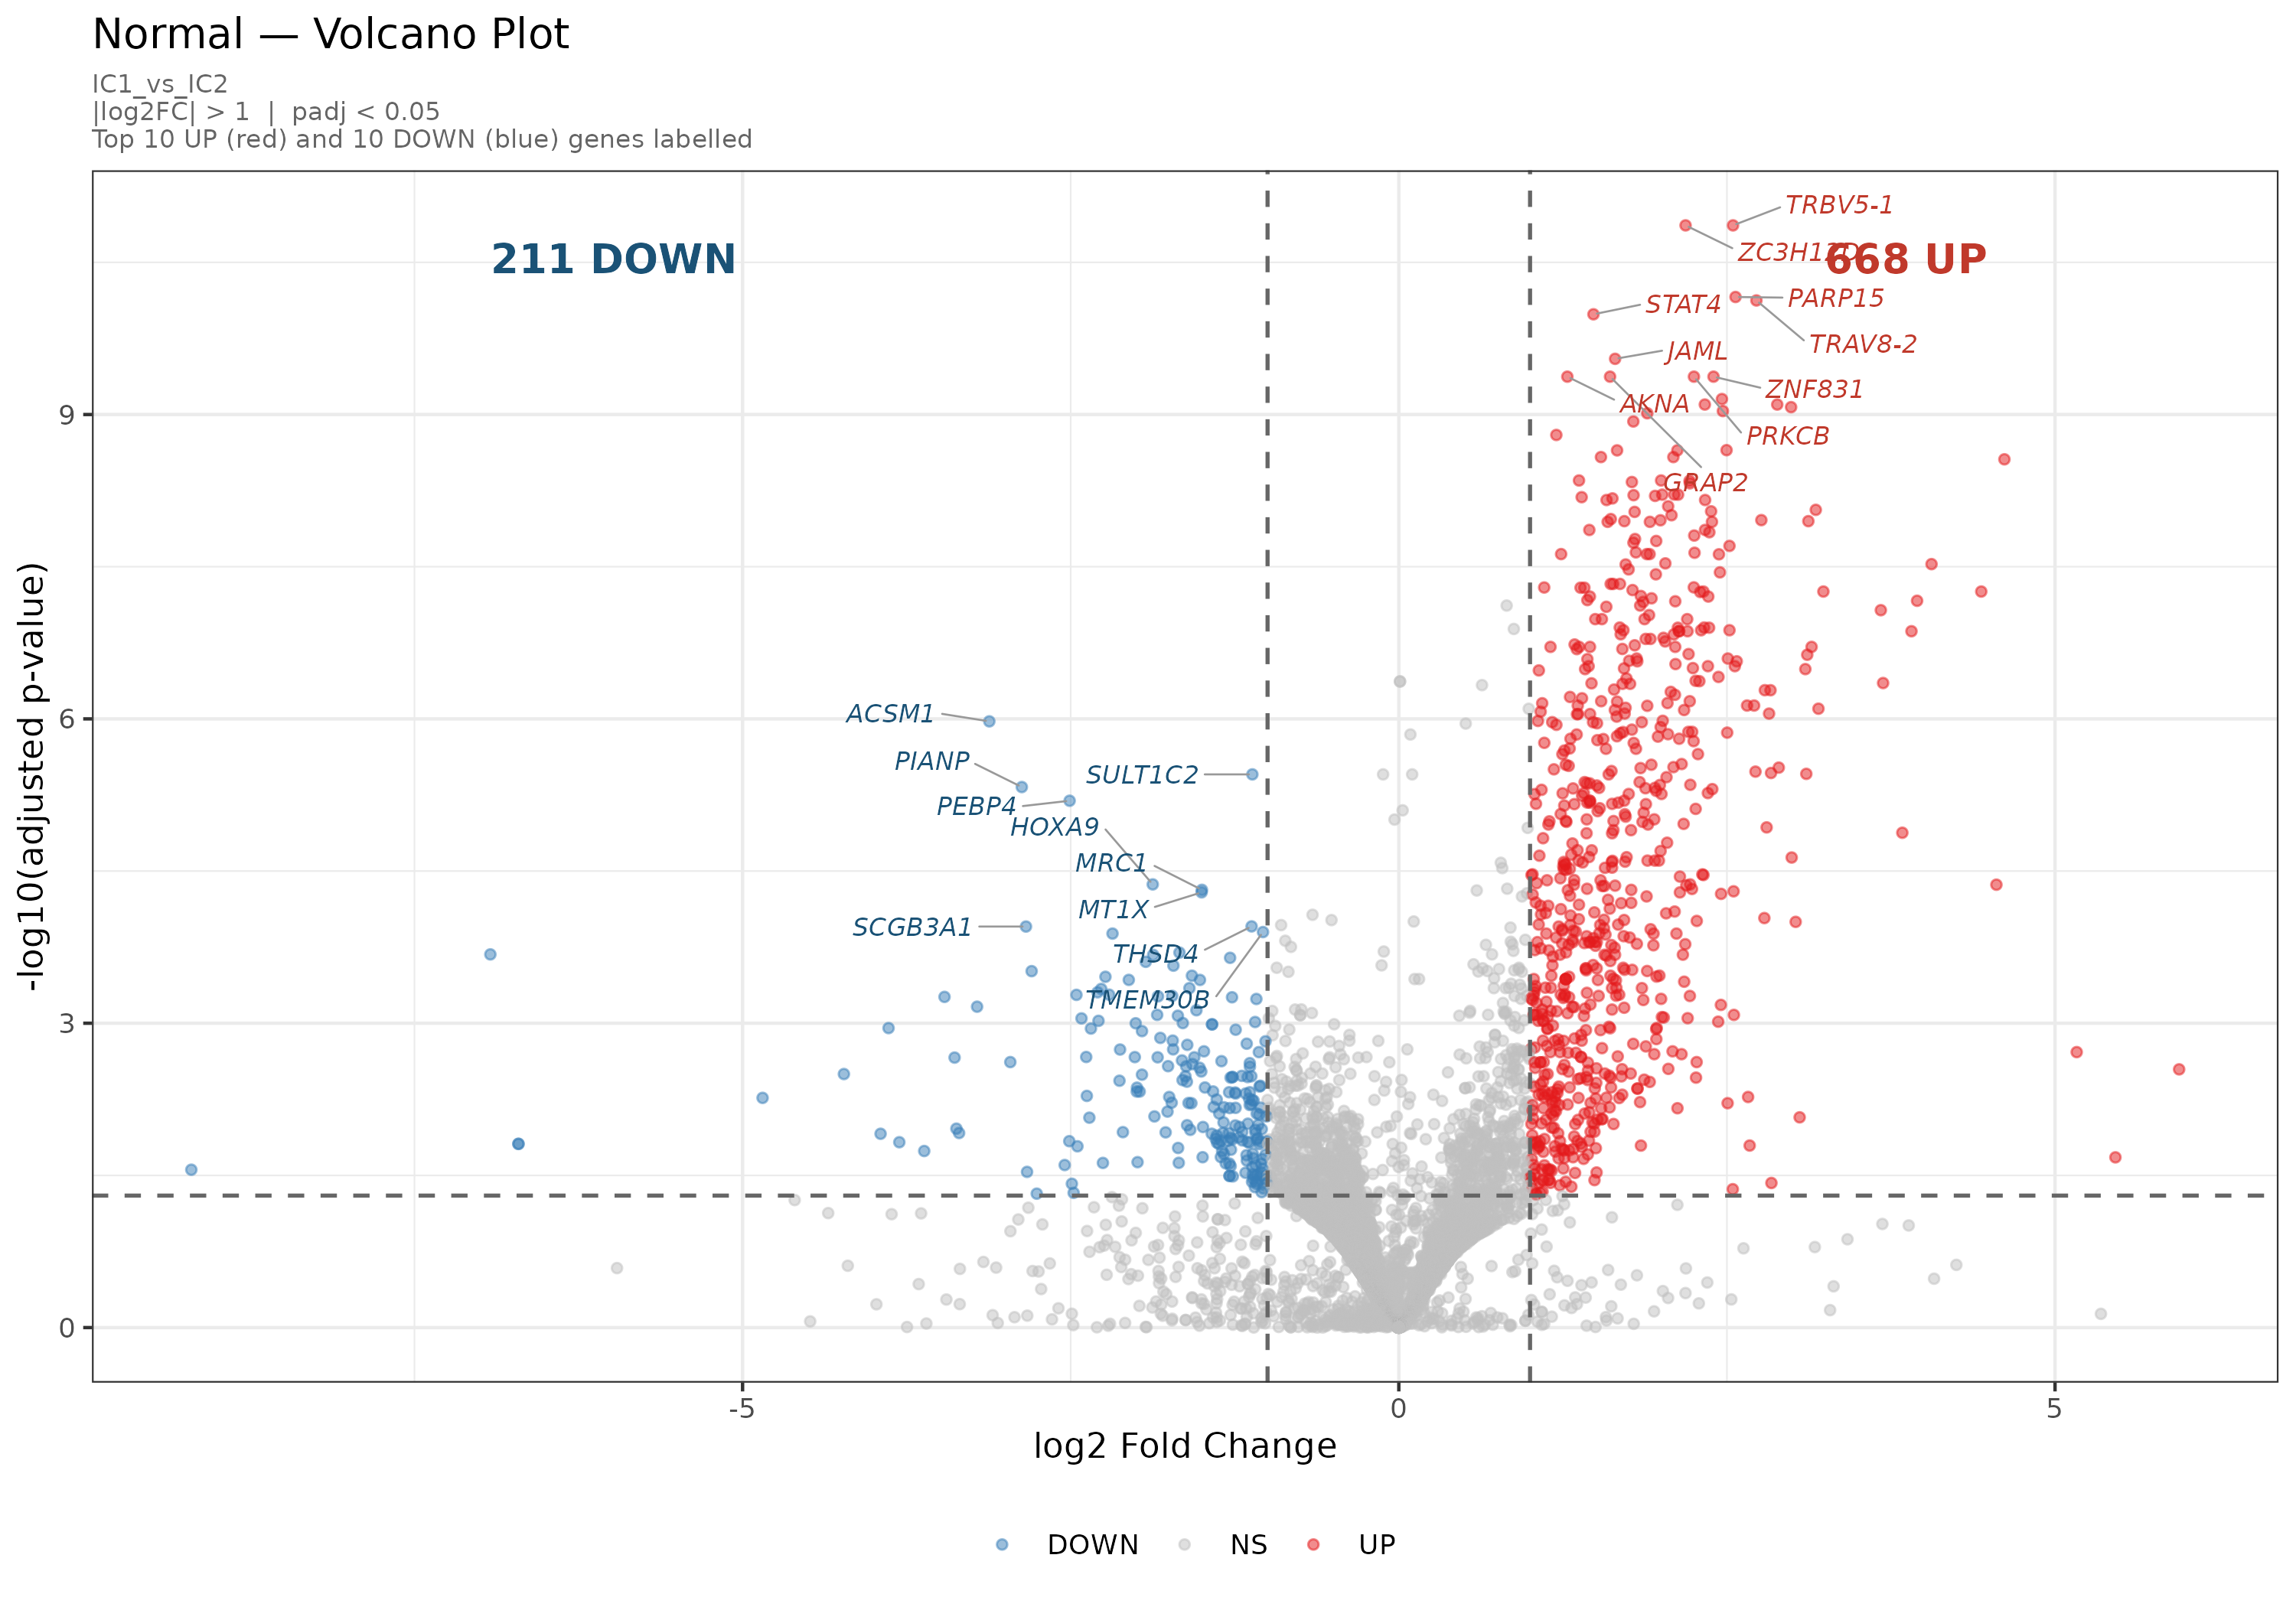 Normal — Volcano Plot
IC1_vs_IC2
|log2FC| > 1 | padj < 0.05
Top 10 UP (red) and 10 DOWN (blue) genes labelled
TRBV5-1
211 DOWN
668 UP
PARP15
STAT4
TRAV8-2
JAML
ZNF831
AKNA
PRKCB
GRAP2
ACSM1
PIANP
SULT1C2
PEBP4
HOXA9
MRC1
MT1X
SCGB3A1
THSD4
TMEM30B
9
6
3
0
-log10(adjusted p-value)
-5
0
5
log2 Fold Change
DOWN
NS
UP